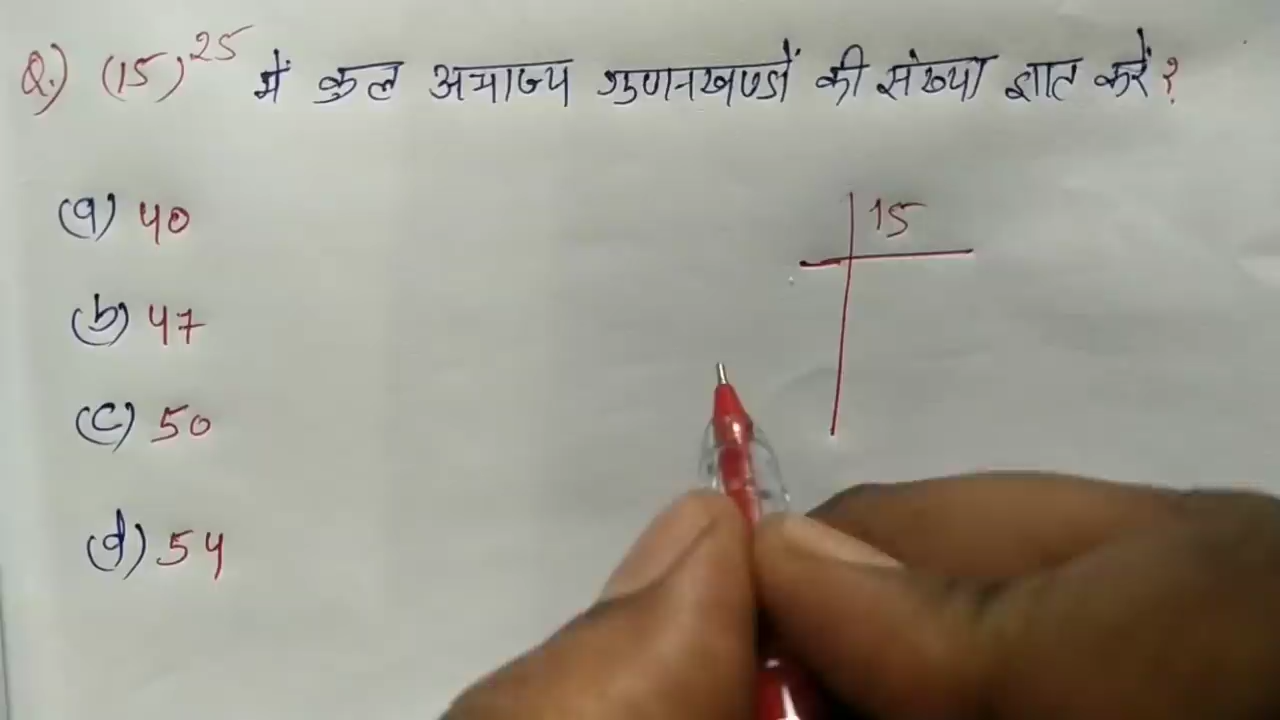 Q.) (15)^25 में कुल अभाज्य गुणनखण्डों की संख्या ज्ञात करें ?
15
(a) 40
(b) 47
(c) 50
(d) 54